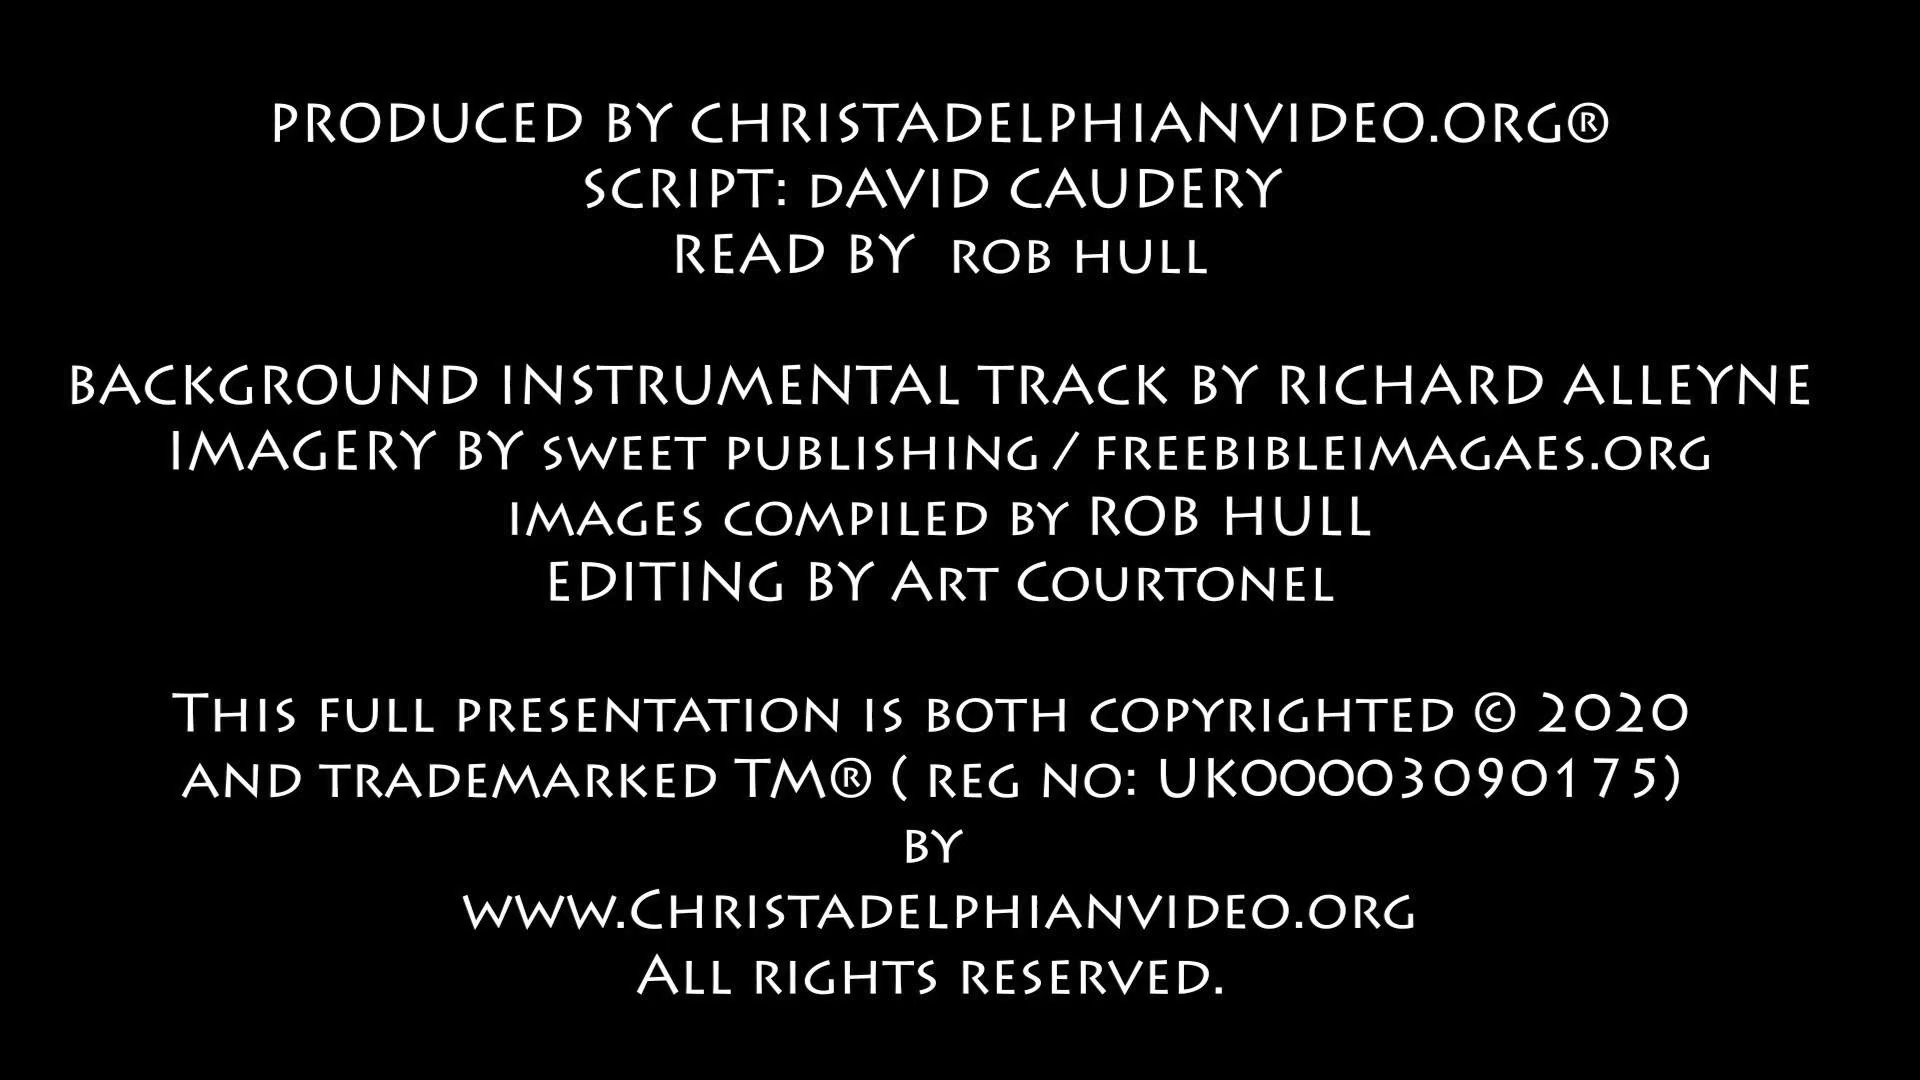 PRODUCED BY CHRISTADELPHIANVIDEO.ORG®
SCRIPT: dAVID CAUDERY
READ BY rob hull
BACKGROUND INSTRUMENTAL TRACK BY RICHARD ALLEYNE
IMAGERY BY sweet publishing / freebibleimagaes.org
images compiled by ROB HULL
EDITING BY Art Courtonel
This full presentation is both copyrighted © 2020
and trademarked TM® ( reg no: UK00003090175)
by
www.Christadelphianvideo.org
All rights reserved.